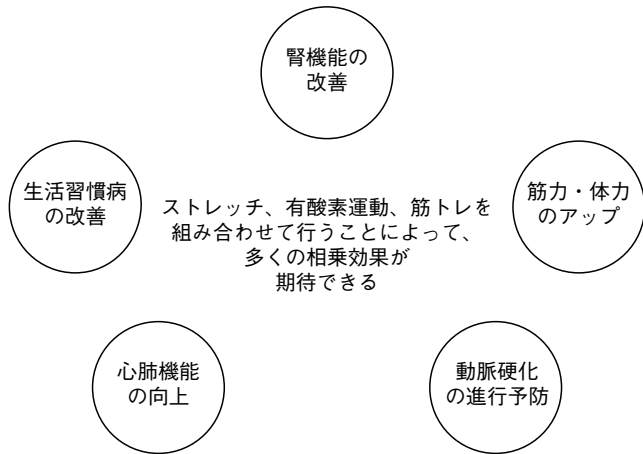 腎機能の
改善
生活習慣病
の改善
ストレッチ、有酸素運動、筋トレを
組み合わせて行うことによって、
多くの相乗効果が
期待できる
筋力・体力
のアップ
心肺機能
の向上
動脈硬化
の進行予防